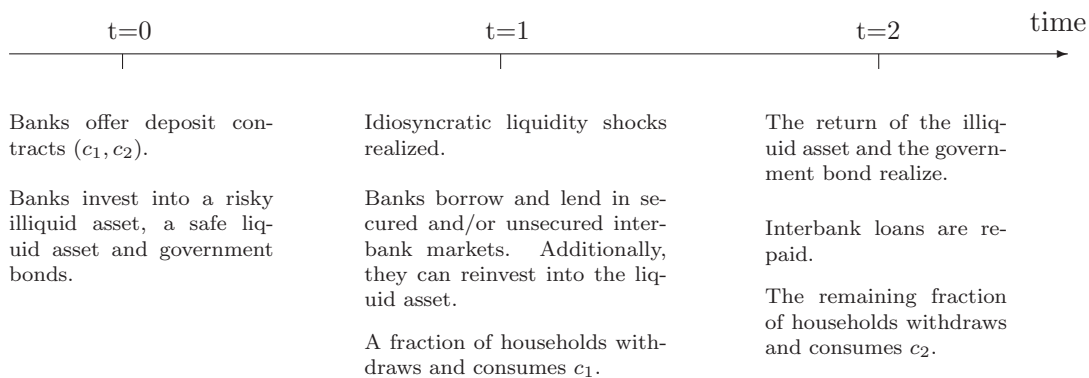 t=0
t=1
t=2
time
Banks offer deposit con-
tracts (c₁, c₂).
Banks invest into a risky
illiquid asset, a safe liq-
uid asset and government
bonds.
Idiosyncratic liquidity shocks
realized.
Banks borrow and lend in se-
cured and/or unsecured inter-
bank markets. Additionally,
they can reinvest into the liq-
uid asset.
A fraction of households with-
draws and consumes c₁.
The return of the illiq-
uid asset and the govern-
ment bond realize.
Interbank loans are re-
paid.
The remaining fraction
of households withdraws
and consumes c₂.